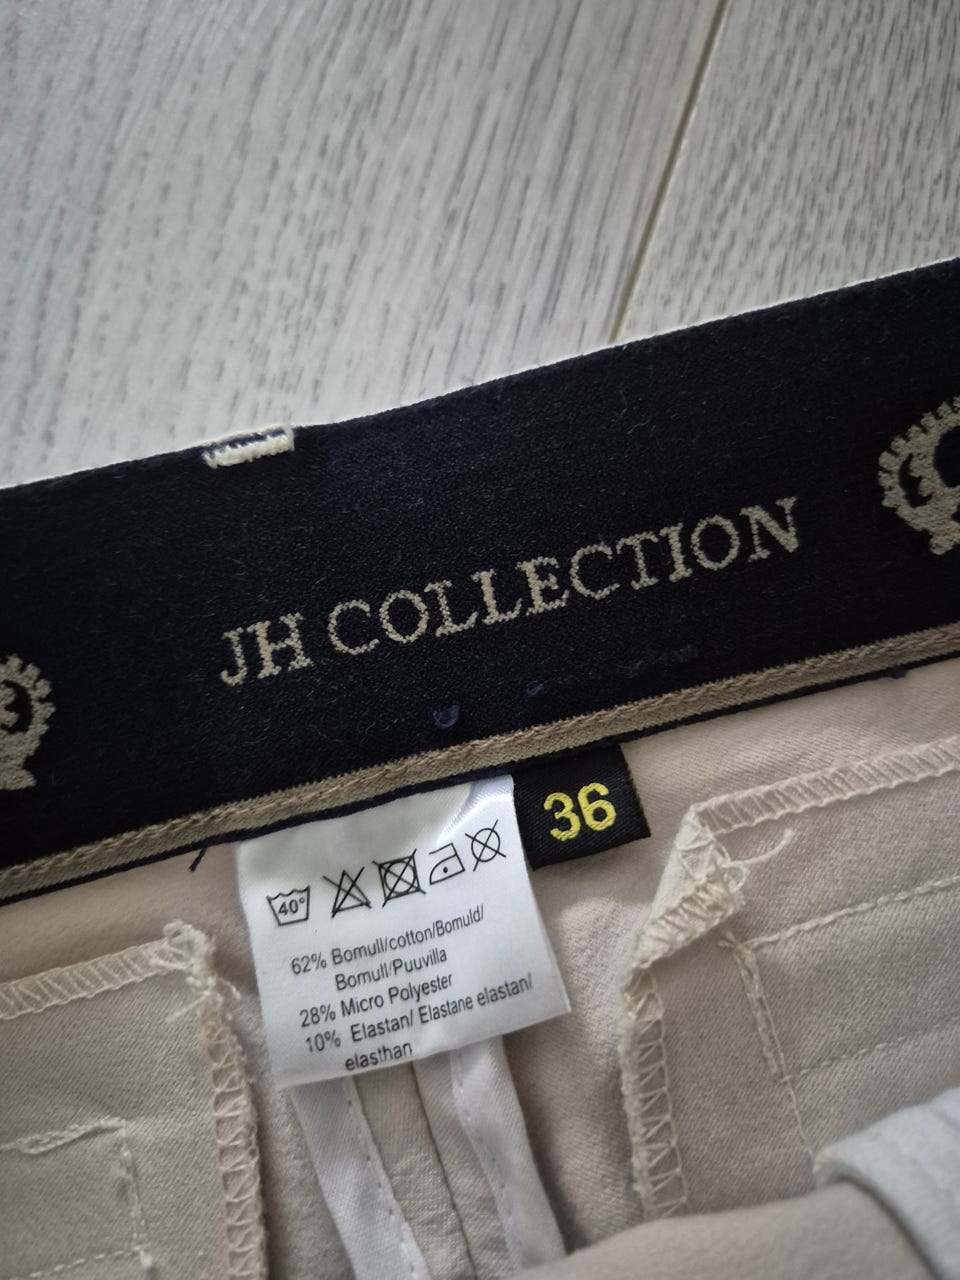 JH COLLECTION
36
40°
62% Bomull/cotton/Bomuld/
Bomull/Puuvilla
28% Micro Polyester
10% Elastan/ Elastane elastan/
elasthan